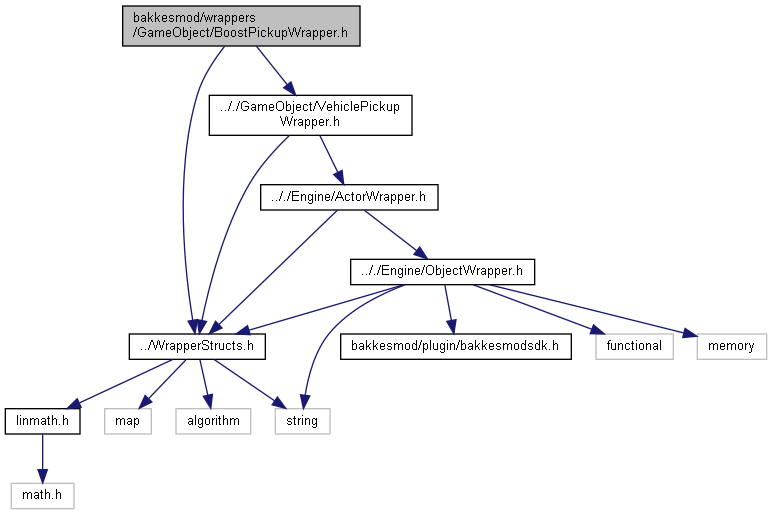 bakkesmod/wrappers
/GameObject/BoostPickupWrapper.h
.././GameObject/VehiclePickup
Wrapper.h
.././Engine/ActorWrapper.h
.././Engine/ObjectWrapper.h
../WrapperStructs.h
bakkesmod/plugin/bakkesmodsdk.h
functional
memory
linmath.h
map
algorithm
string
math.h